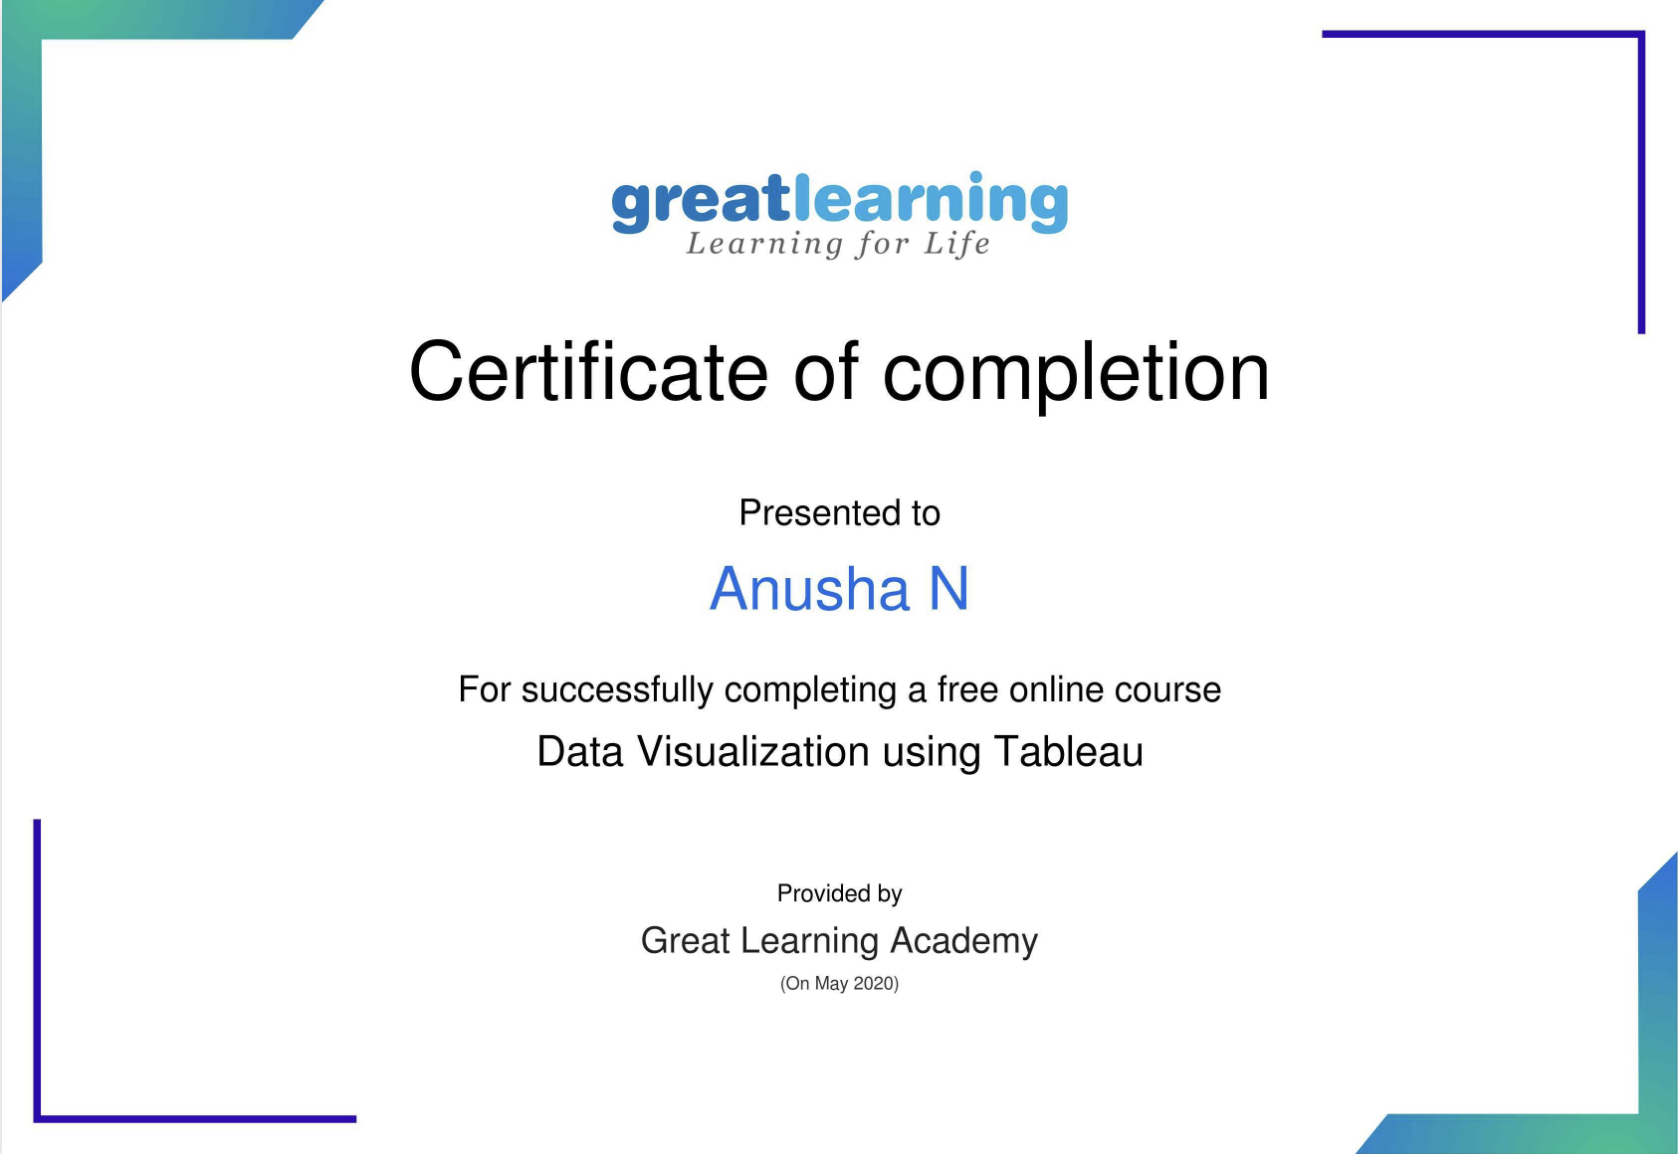 greatlearning
Learning for Life
Certificate of completion
Presented to
Anusha N
For successfully completing a free online course
Data Visualization using Tableau
Provided by
Great Learning Academy
(On May 2020)